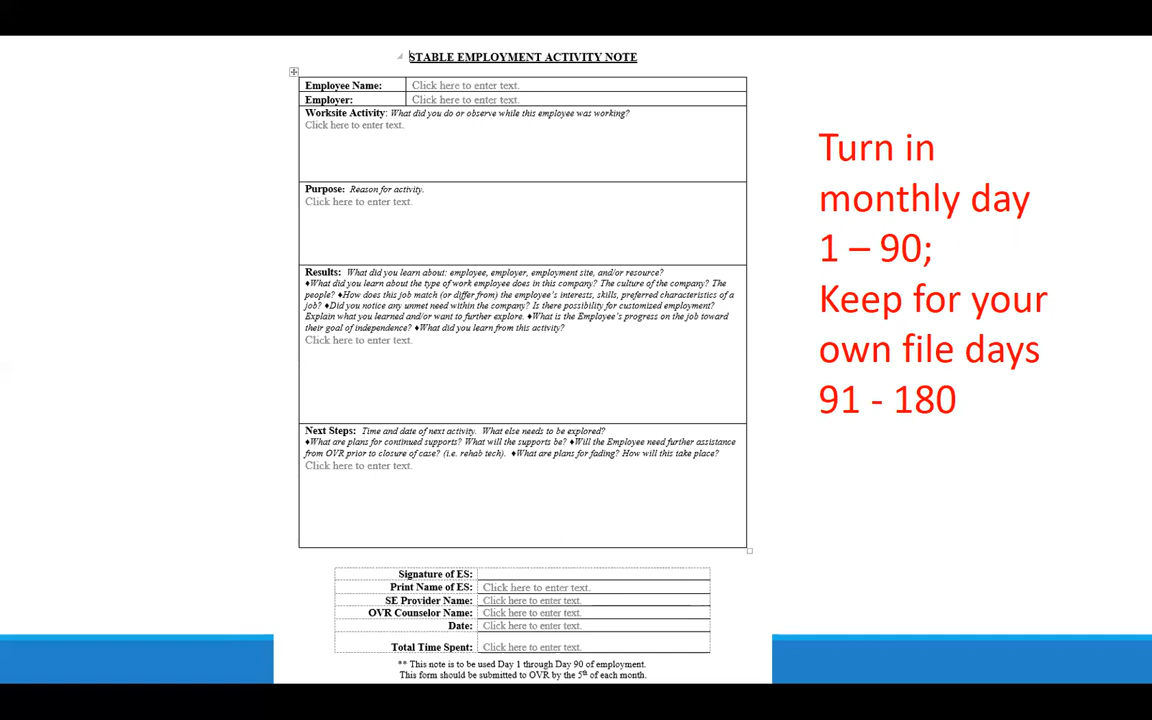 STABLE EMPLOYMENT ACTIVITY NOTE
Employee Name: Click here to enter text.
Employer: Click here to enter text.
Worksite Activity: What did you do or observe while this employee was working?
Click here to enter text.
Purpose: Reason for activity.
Click here to enter text.
Results: What did you learn about: employee, employer, employment site, and/or resource?
♦What did you learn about the type of work employee does in this company? The culture of the company? The
people? ♦How does this job match (or differ from) the employee's interests, skills, preferred characteristics of a
job? ♦Did you notice any unmet need within the company? Is there possibility for customized employment?
Explain what you learned and/or want to further explore. ♦What is the Employee's progress on the job toward
their goal of independence? ♦What did you learn from this activity?
Click here to enter text.
Next Steps: Time and date of next activity. What else needs to be explored?
♦What are plans for continued supports? What will the supports be? ♦Will the Employee need further assistance
from OVR prior to closure of case? (i.e. rehab tech). ♦What are plans for fading? How will this take place?
Click here to enter text.
Signature of ES:
Print Name of ES: Click here to enter text.
SE Provider Name: Click here to enter text.
OVR Counselor Name: Click here to enter text.
Date: Click here to enter text.
Total Time Spent: Click here to enter text.
** This note is to be used Day 1 through Day 90 of employment.
This form should be submitted to OVR by the 5th of each month.
Turn in
monthly day
1 – 90;
Keep for your
own file days
91 - 180